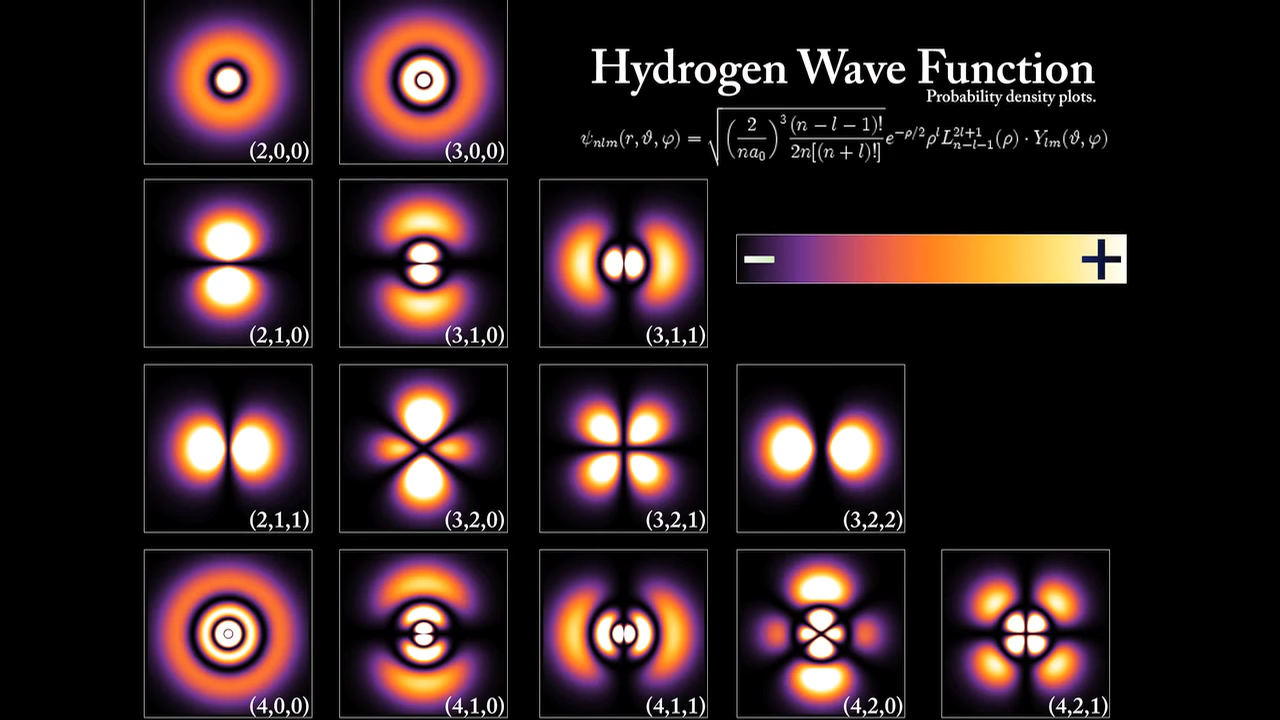 (2,0,0) (3,0,0)
Hydrogen Wave Function
Probability density plots.
ψnlm(r,ϑ,φ) = √((2/na₀)³ (n − l − 1)!/2n[(n + l)!]) e^−ρ/2 ρ^l L^2l+1_n−l−1(ρ) · Ylm(ϑ,φ)
− +
(2,1,0) (3,1,0) (3,1,1)
(2,1,1) (3,2,0) (3,2,1) (3,2,2)
(4,0,0) (4,1,0) (4,1,1) (4,2,0) (4,2,1)